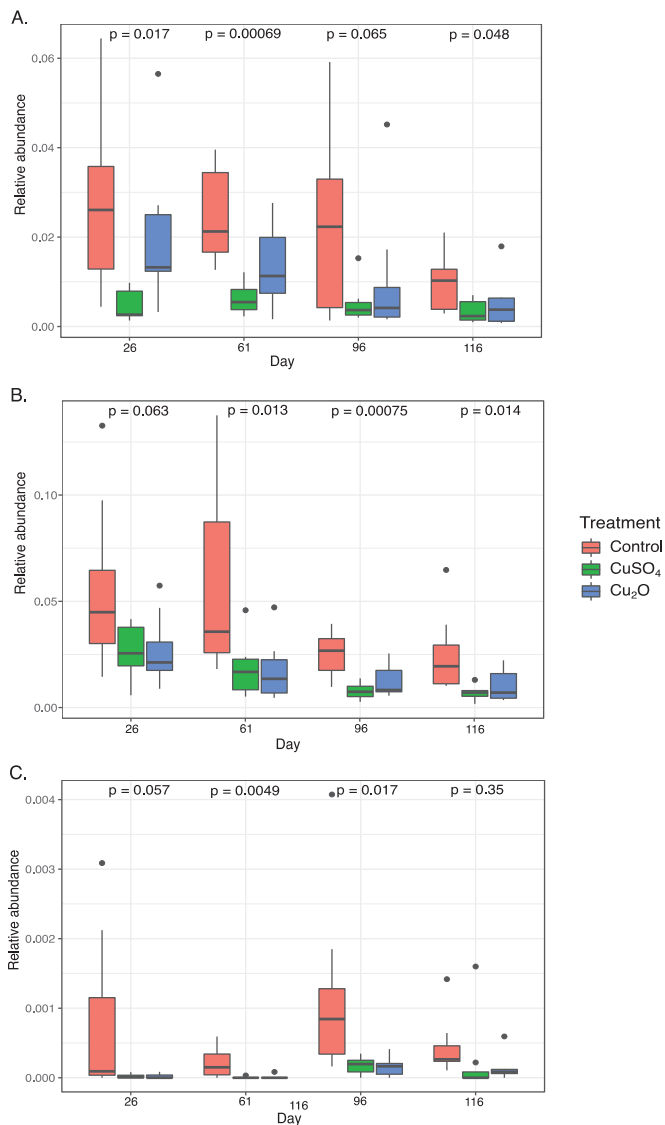 A.
p = 0.017 p = 0.00069 p = 0.065 p = 0.048
0.06
0.04
0.02
0.00
Relative abundance
26 61 96 116
Day
B.
p = 0.063 p = 0.013 p = 0.00075 p = 0.014
0.10
0.05
0.00
Relative abundance
26 61 96 116
Day
Treatment
Control
CuSO₄
Cu₂O
C.
p = 0.057 p = 0.0049 p = 0.017 p = 0.35
0.004
0.003
0.002
0.001
0.000
Relative abundance
26 61 116 96 116
Day